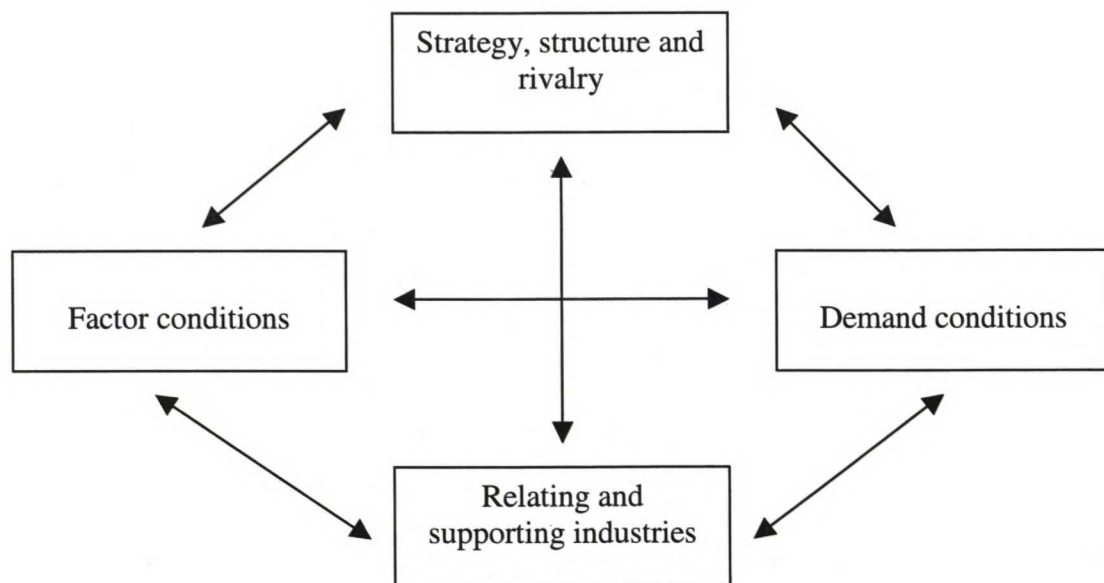 Strategy, structure and
rivalry
Factor conditions
Demand conditions
Relating and
supporting industries